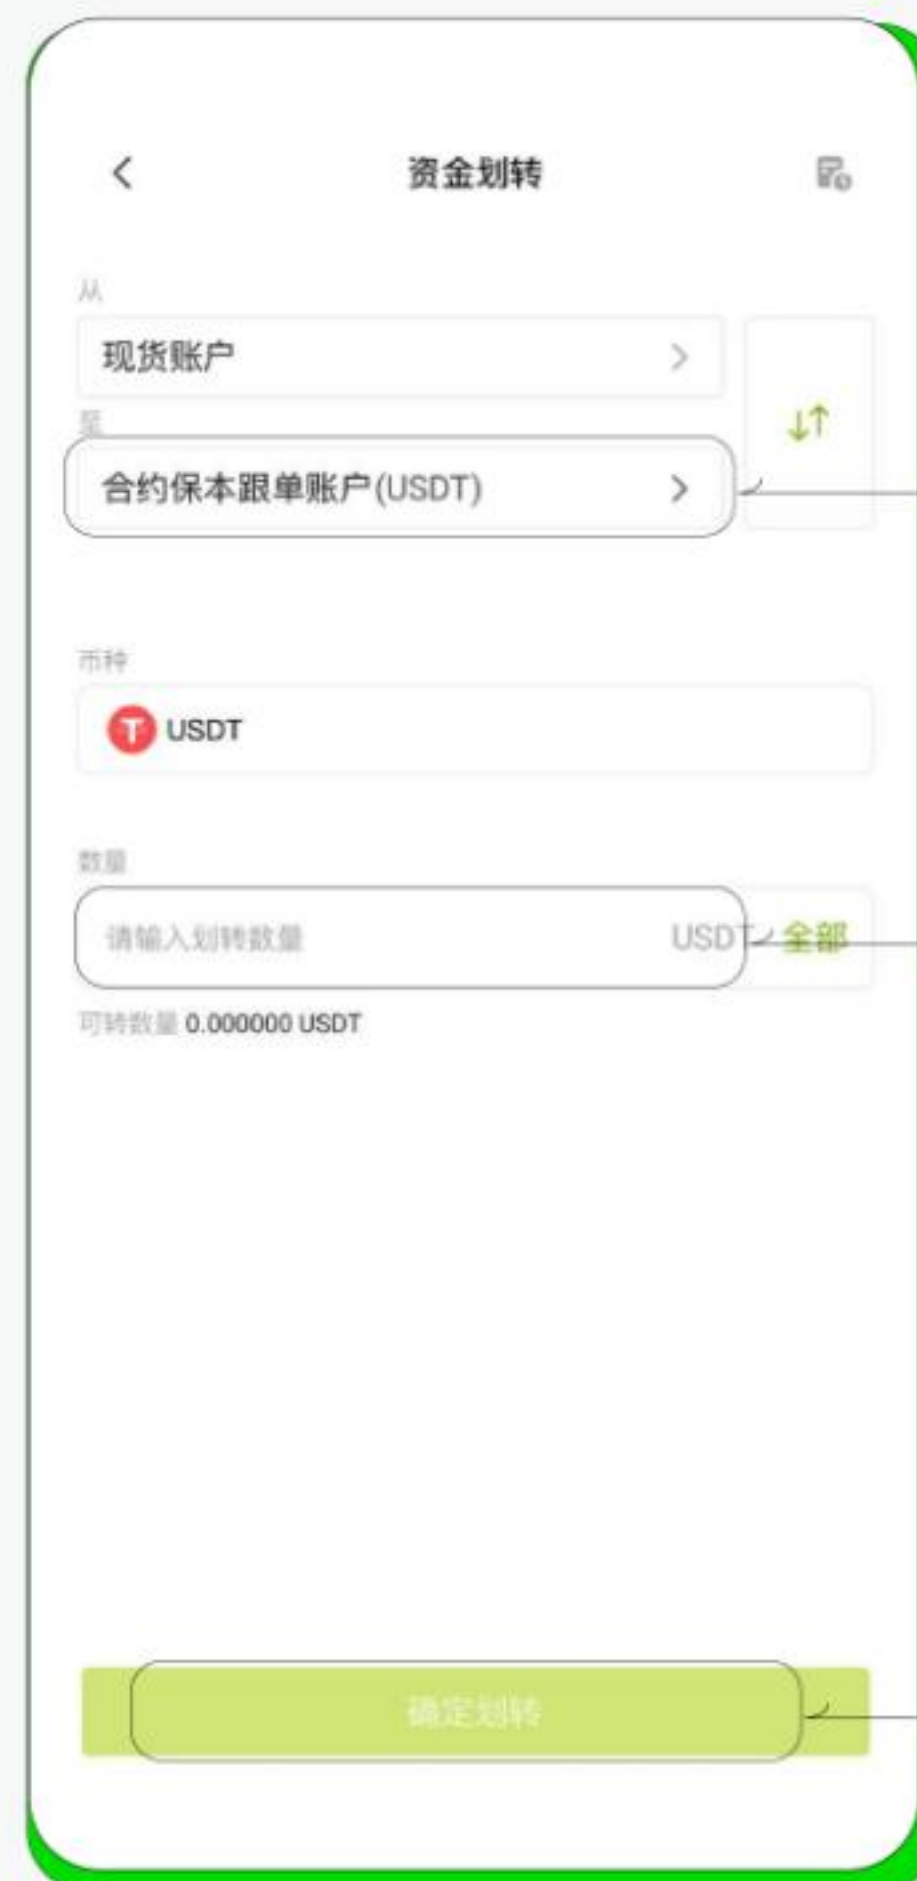 资金划转
从
现货账户
至
合约保本跟单账户(USDT)
币种
T USDT
数量
请输入划转数量 USDT 全部
可转数量 0.000000 USDT
确定划转